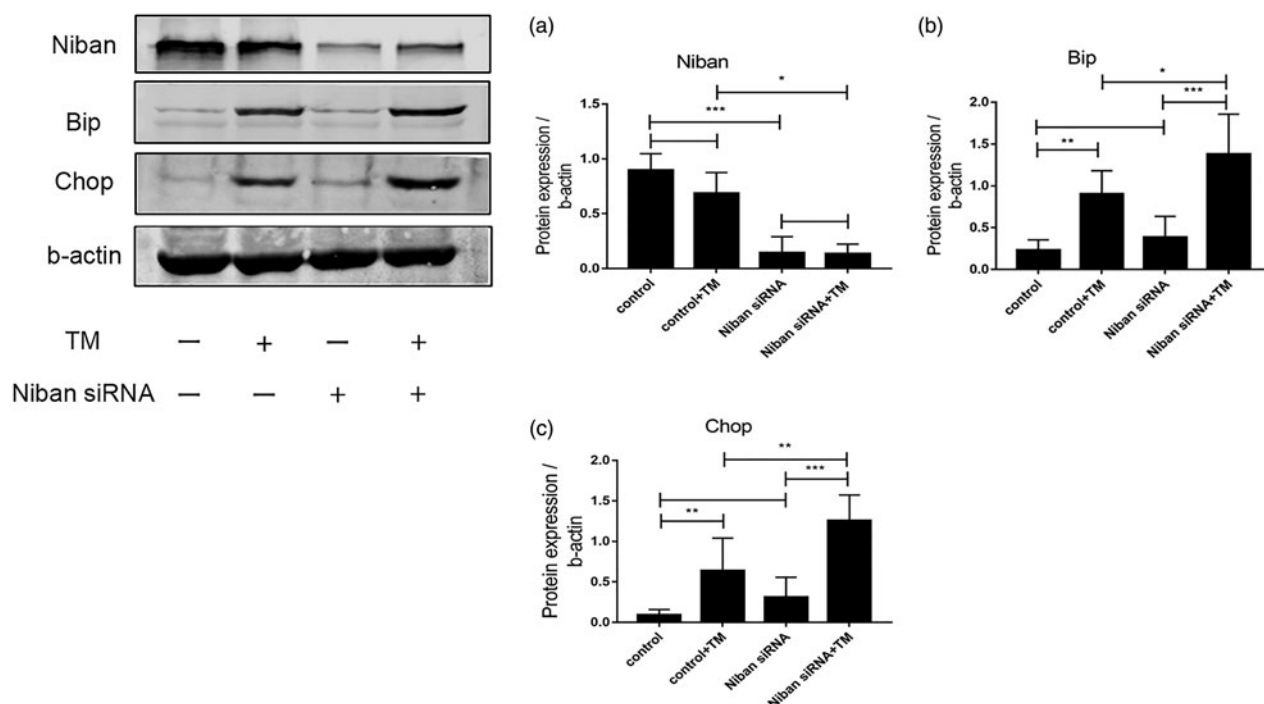 Niban
Bip
Chop
b-actin
TM − + − +
Niban siRNA − − + +
(a)
Niban
Protein expression /
b-actin
1.5
1.0
0.5
0.0
*
***
control
control+TM
Niban siRNA
Niban siRNA+TM
(b)
Bip
Protein expression /
b-actin
2.0
1.5
1.0
0.5
0.0
*
***
**
control
control+TM
Niban siRNA
Niban siRNA+TM
(c)
Chop
Protein expression /
b-actin
2.0
1.5
1.0
0.5
0.0
**
***
**
control
control+TM
Niban siRNA
Niban siRNA+TM